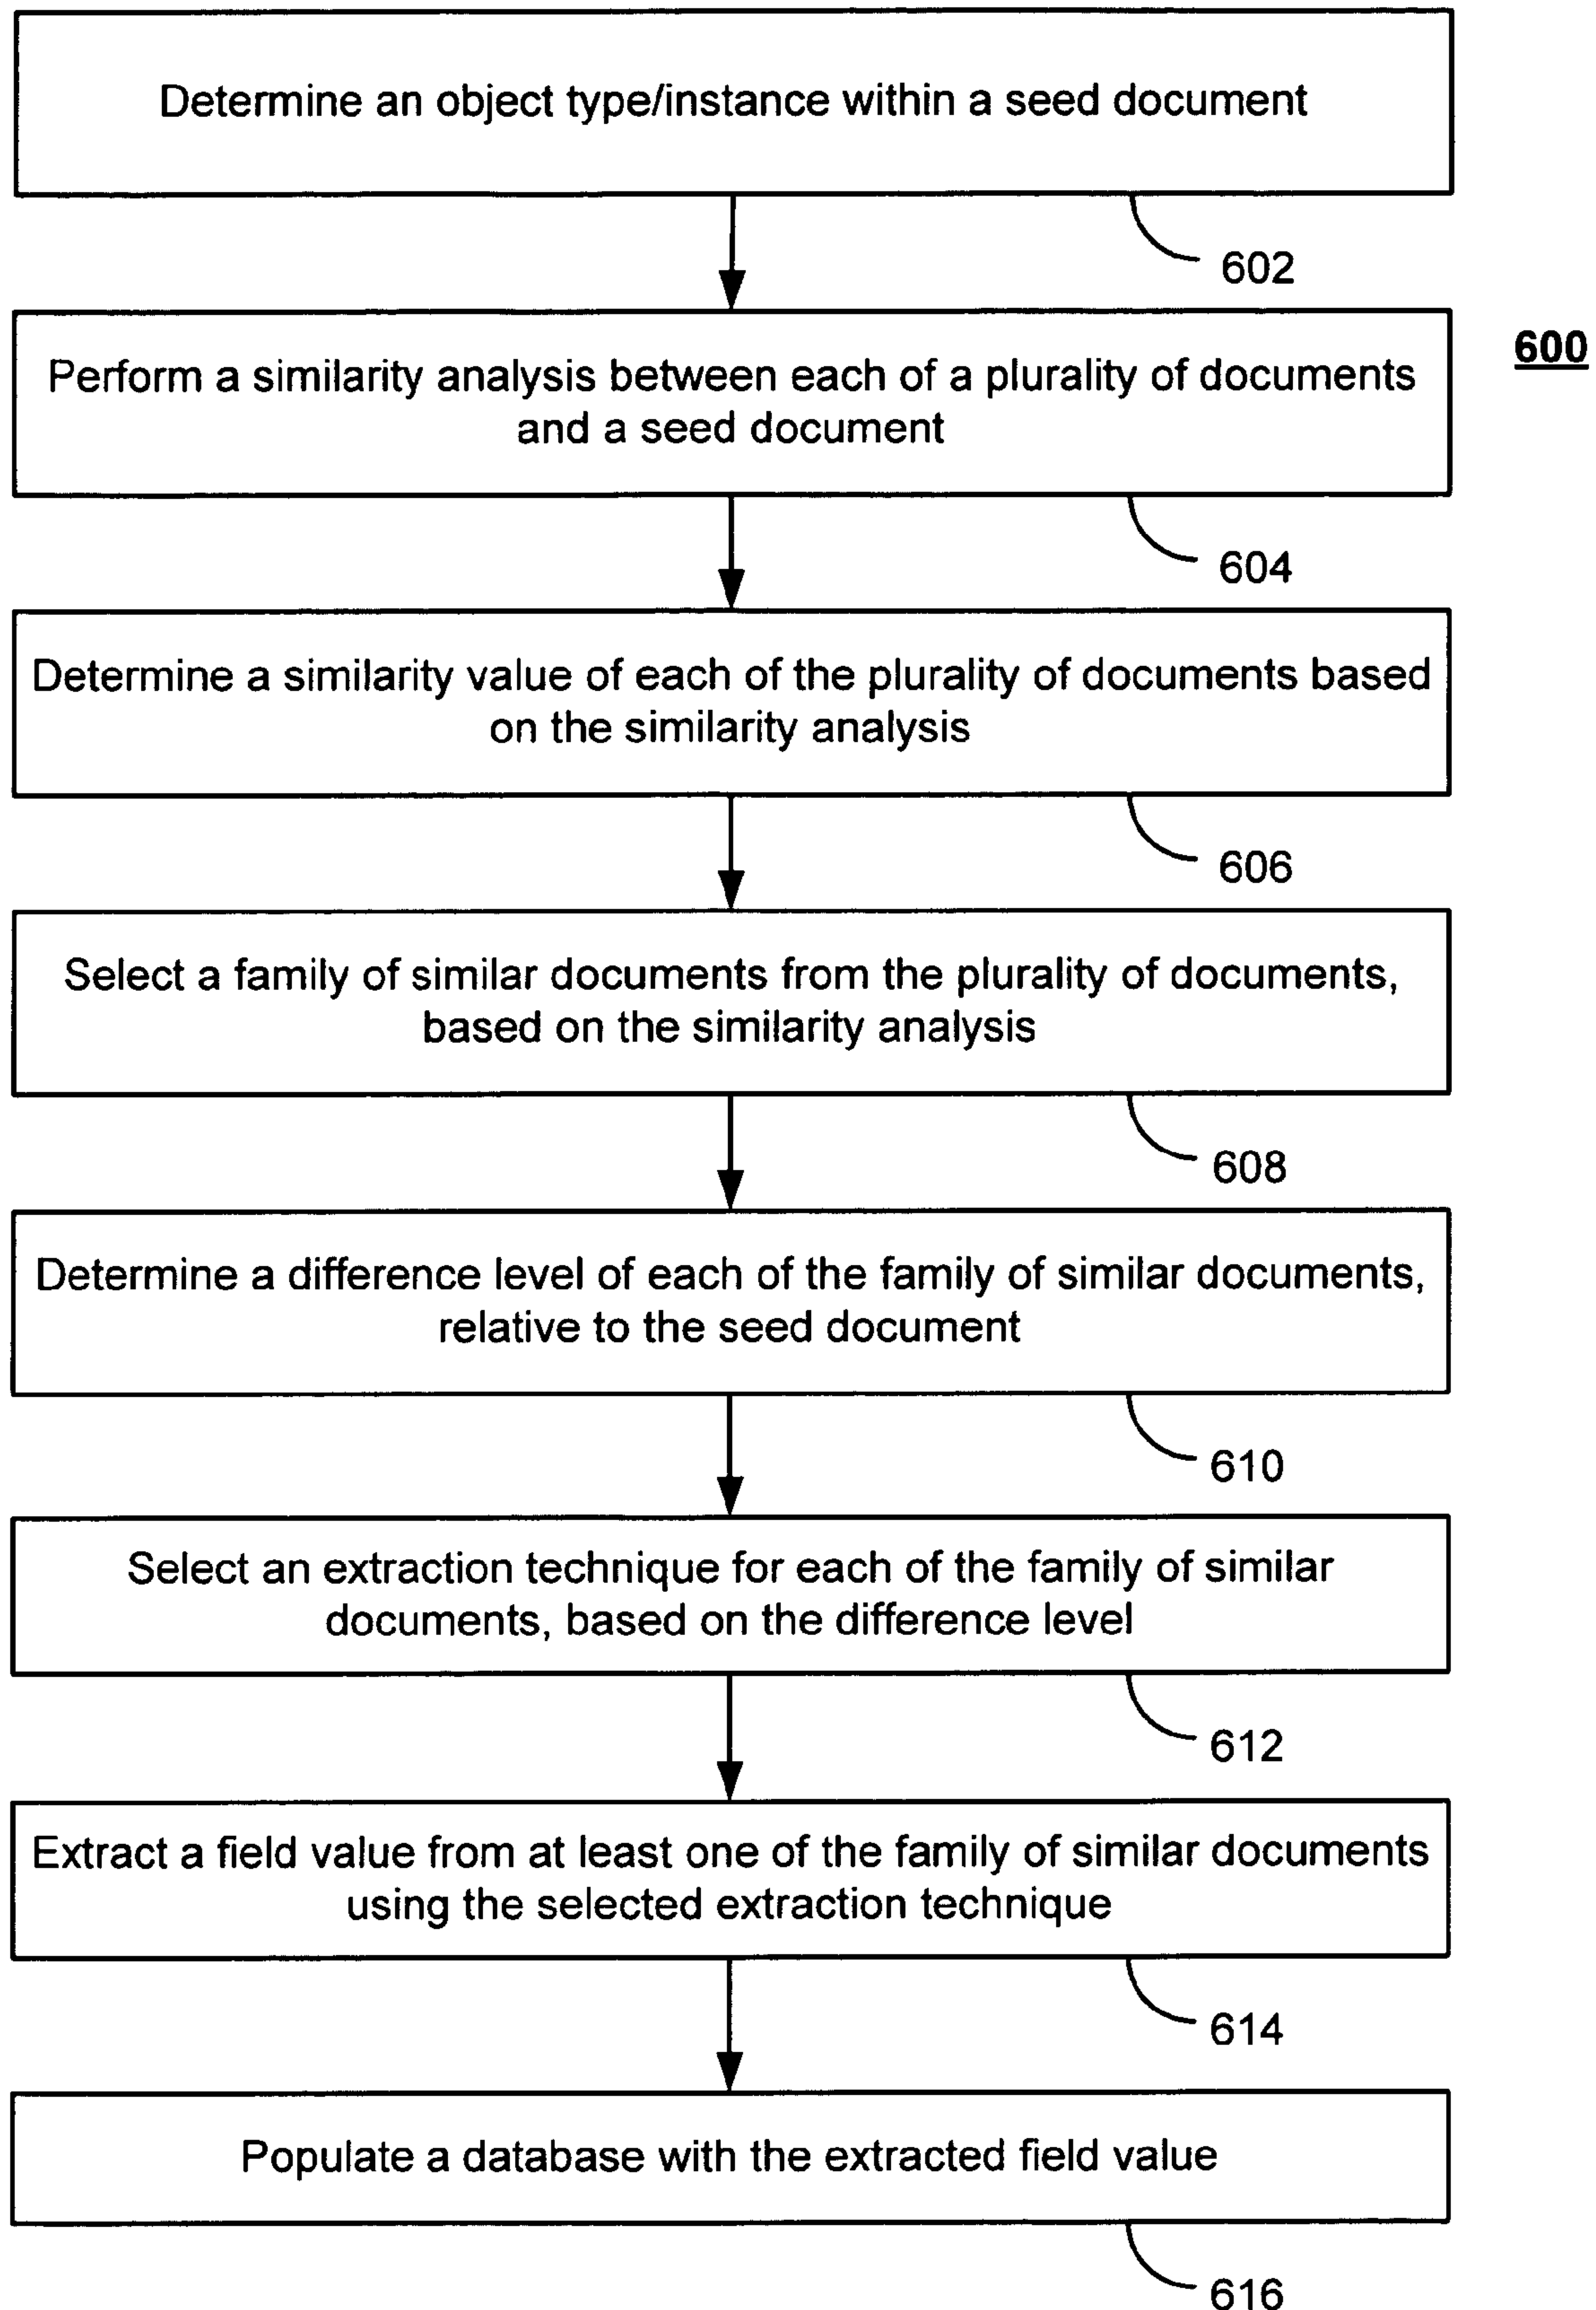 Determine an object type/instance within a seed document
602
600
Perform a similarity analysis between each of a plurality of documents
and a seed document
604
Determine a similarity value of each of the plurality of documents based
on the similarity analysis
606
Select a family of similar documents from the plurality of documents,
based on the similarity analysis
608
Determine a difference level of each of the family of similar documents,
relative to the seed document
610
Select an extraction technique for each of the family of similar
documents, based on the difference level
612
Extract a field value from at least one of the family of similar documents
using the selected extraction technique
614
Populate a database with the extracted field value
616